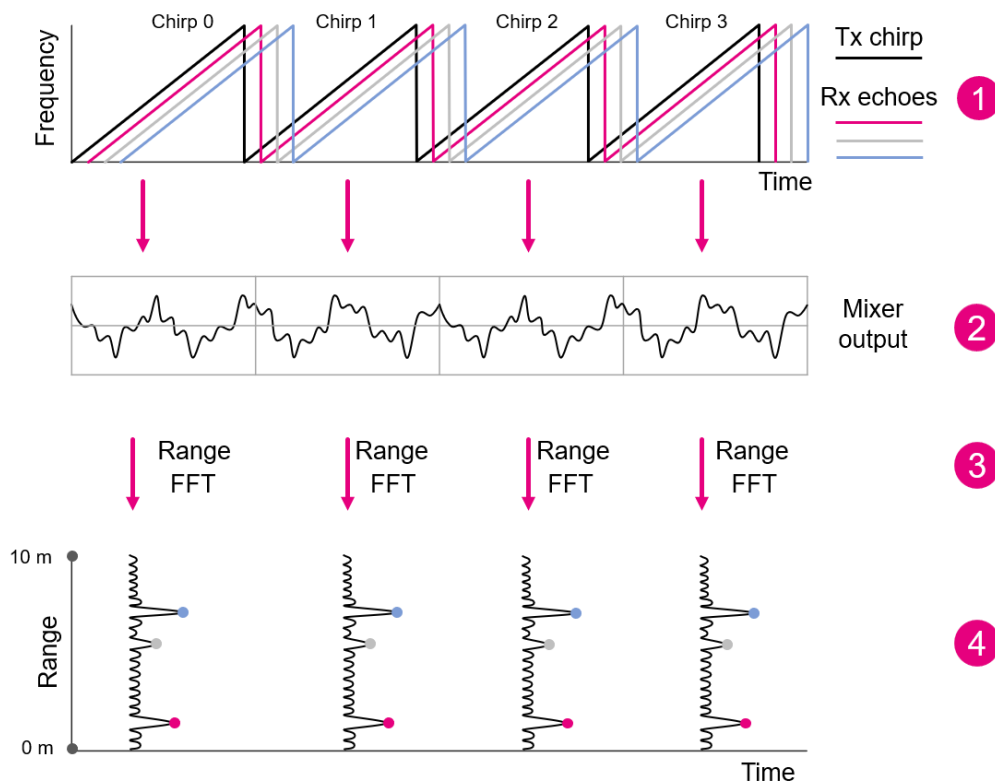 Chirp 0
Chirp 1
Chirp 2
Chirp 3
Frequency
Time
Tx chirp
Rx echoes
1
Mixer
output
2
Range
FFT
Range
FFT
Range
FFT
Range
FFT
3
10 m
Range
0 m
Time
4